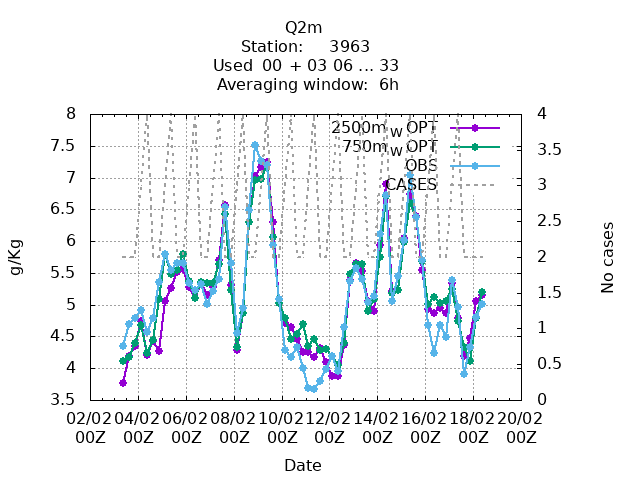 Q2m
Station: 3963
Used 00 + 03 06 ... 33
Averaging window: 6h
8
7.5
7
6.5
6
5.5
5
4.5
4
3.5
4
3.5
3
2.5
2
1.5
1
0.5
0
g/Kg
No cases
2500m_w OPT
750m_w OPT
OBS
CASES
02/02 04/02 06/02 08/02 10/02 12/02 14/02 16/02 18/02 20/02
00Z 00Z 00Z 00Z 00Z 00Z 00Z 00Z 00Z 00Z
Date